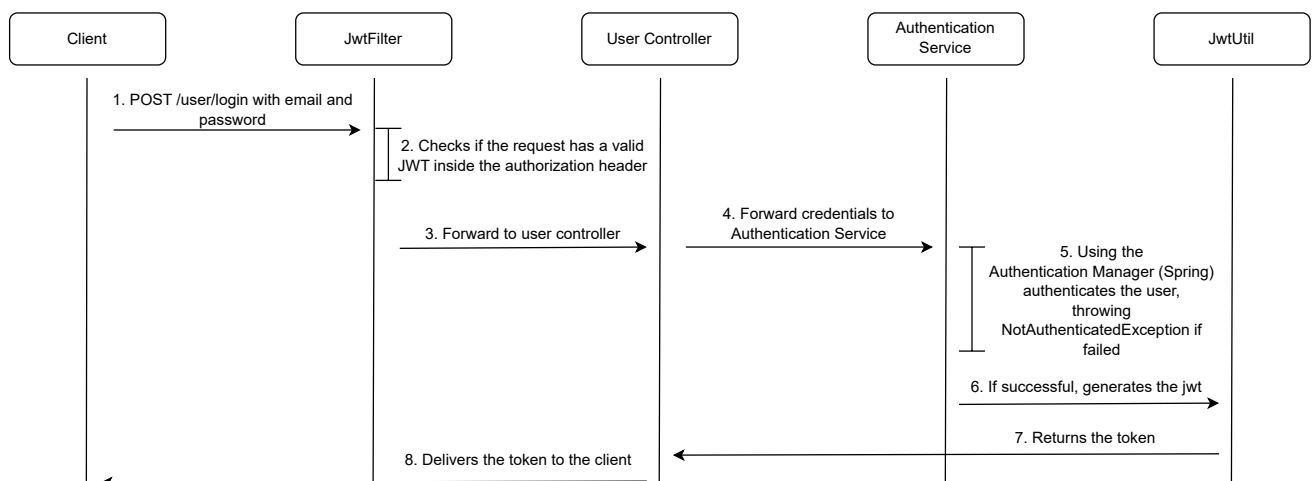 Client
JwtFilter
User Controller
Authentication
Service
JwtUtil
1. POST /user/login with email and
password
2. Checks if the request has a valid
JWT inside the authorization header
3. Forward to user controller
4. Forward credentials to
Authentication Service
5. Using the
Authentication Manager (Spring)
authenticates the user,
throwing
NotAuthenticatedException if
failed
6. If successful, generates the jwt
7. Returns the token
8. Delivers the token to the client